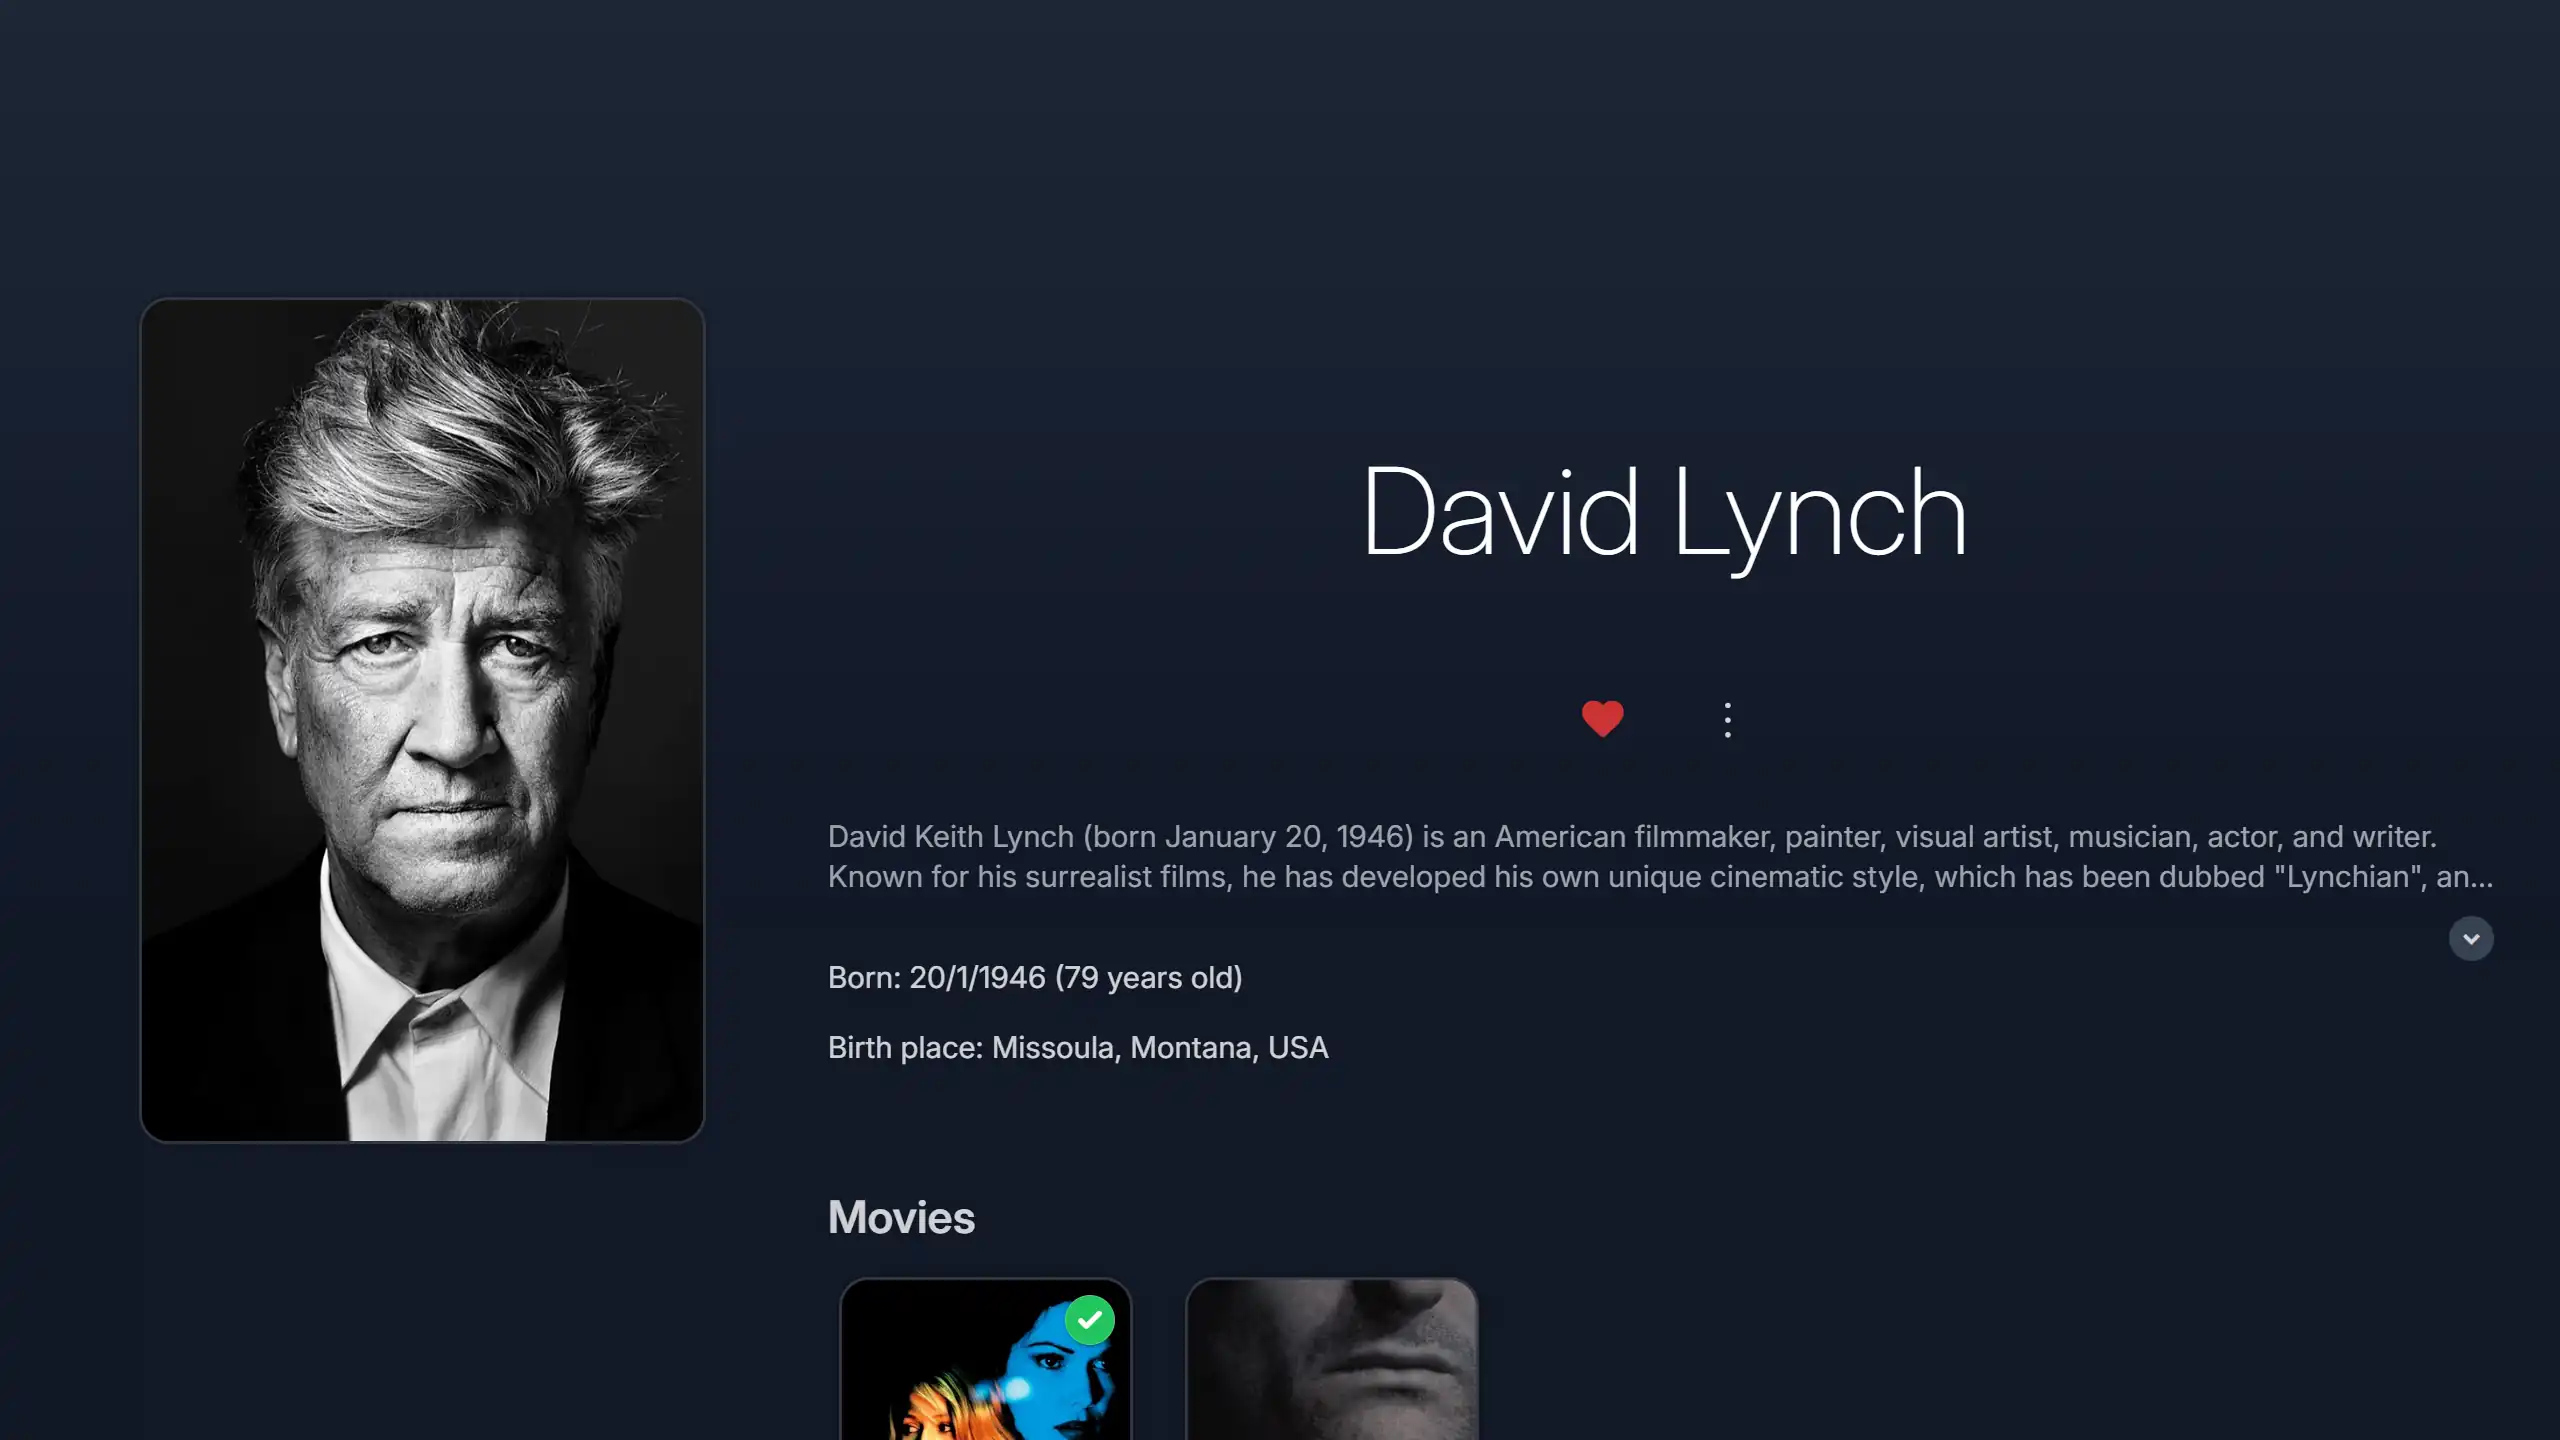 David Lynch
David Keith Lynch (born January 20, 1946) is an American filmmaker, painter, visual artist, musician, actor, and writer.
Known for his surrealist films, he has developed his own unique cinematic style, which has been dubbed "Lynchian", an...
Born: 20/1/1946 (79 years old)
Birth place: Missoula, Montana, USA
Movies